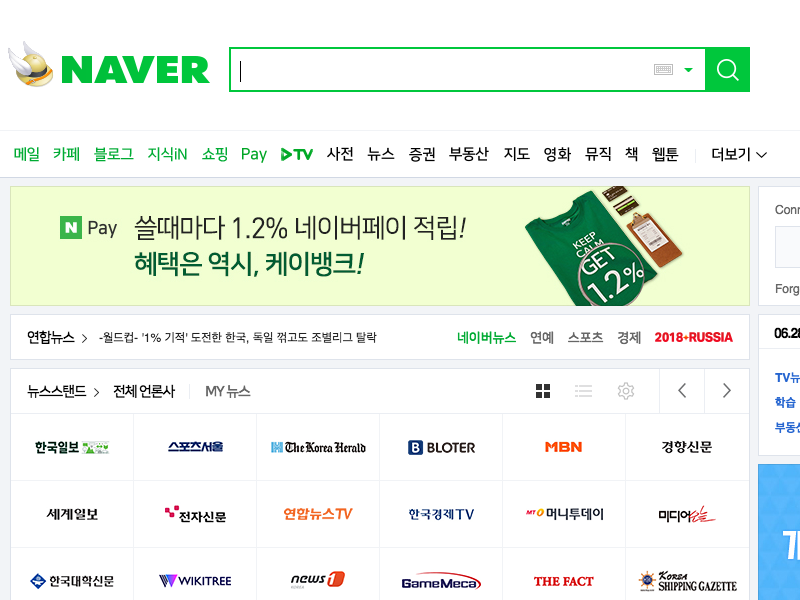 NAVER
메일 카페 블로그 지식iN 쇼핑 Pay TV 사전 뉴스 증권 부동산 지도 영화 뮤직 책 웹툰 더보기
N Pay 쓸때마다 1.2% 네이버페이 적립!
혜택은 역시, 케이뱅크!
KEEP
CALM
GET
1.2%
Conn
Forg
연합뉴스 -월드컵- '1% 기적' 도전한 한국, 독일 꺾고도 조별리그 탈락 네이버뉴스 연예 스포츠 경제 2018 RUSSIA
06.28
TV뉴
학습
부동산
뉴스스탠드 전체 언론사 MY 뉴스
한국일보 스포츠서울 The Korea Herald B BLOTER MBN 경향신문
세계일보 전자신문 연합뉴스TV 한국경제TV MT 머니투데이 미디어오늘
한국대학신문 WIKITREE news1 KOREA GameMeca THE FACT KOREA SHIPPING GAZETTE